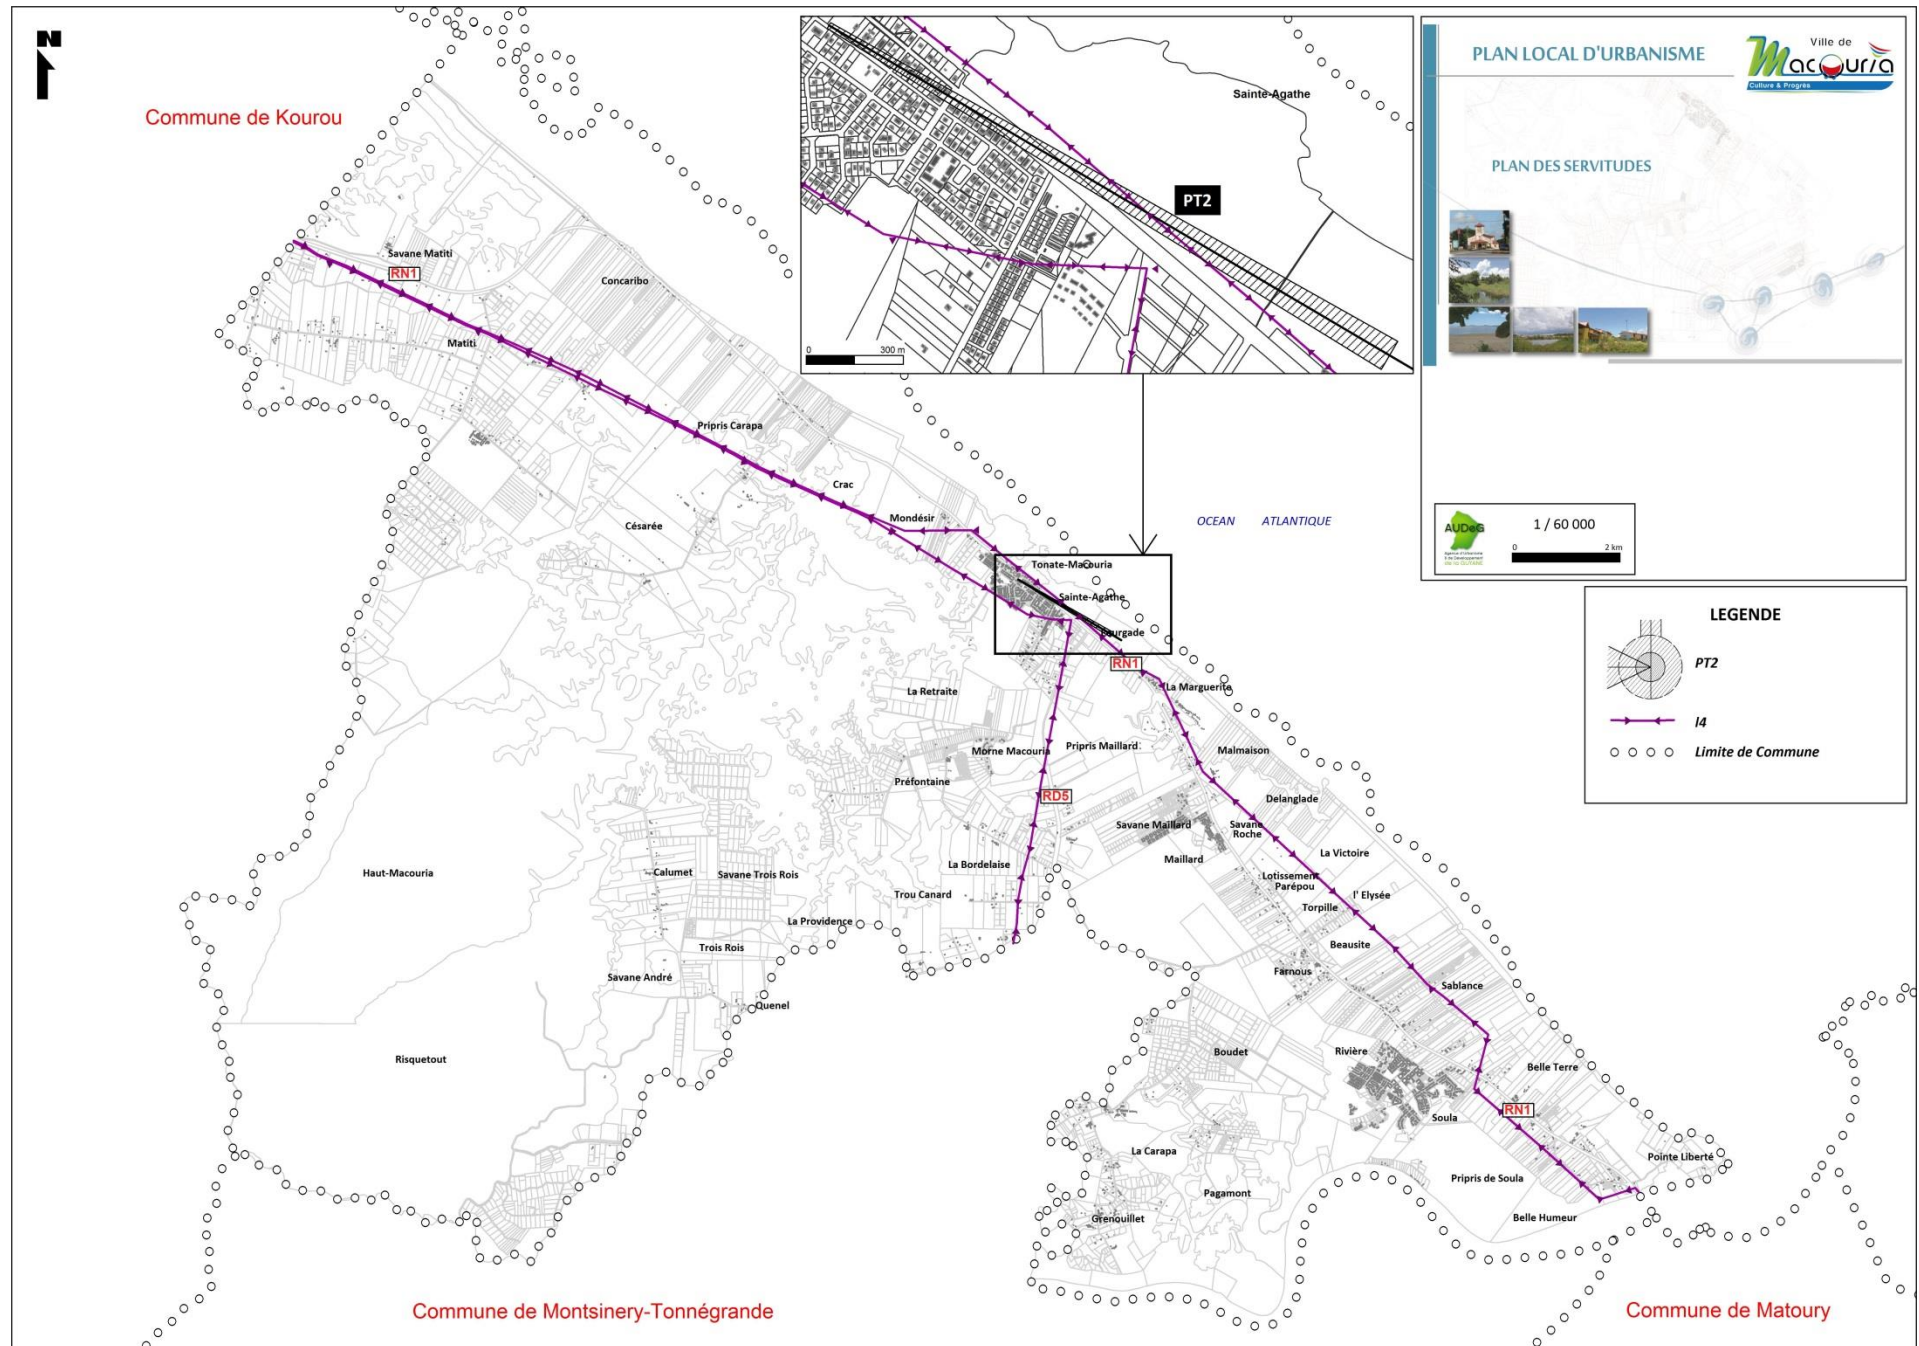 N
Commune de Kourou
Sainte-Agathe
PT2
0 300 m
PLAN LOCAL D'URBANISME
Ville de
Macouria
Culture & Progrès
PLAN DES SERVITUDES
AUDeG
1 / 60 000
0 2 km
LEGENDE
PT2
I4
Limite de Commune
Savane Matiti
RN1
Concaribo
Matiti
Pripris Carapa
Crac
Mondésir
Césarée
OCEAN ATLANTIQUE
Tonate-Macouria
Sainte-Agathe
RN1
La Marguerite
La Retraite
Morne Macouria
Pripris Maillard
Malmaison
Préfontaine
RD5
Delanglade
Savane Maillard
Savane
Roche
Maillard
La Victoire
La Bordelaise
Haut-Macouria
Calumet
Savane Trois Rois
Lotissement
Parépou
Trou Canard
l' Elysée
Torpille
La Providence
Trois Rois
Beausite
Savane André
Farnous
Sablance
Quenel
Risquetout
Boudet
Rivière
Belle Terre
RN1
Soula
La Carapa
Pointe Liberté
Pripris de Soula
Pagamont
Grenouillet
Belle Humeur
Commune de Montsinery-Tonnégrande
Commune de Matoury